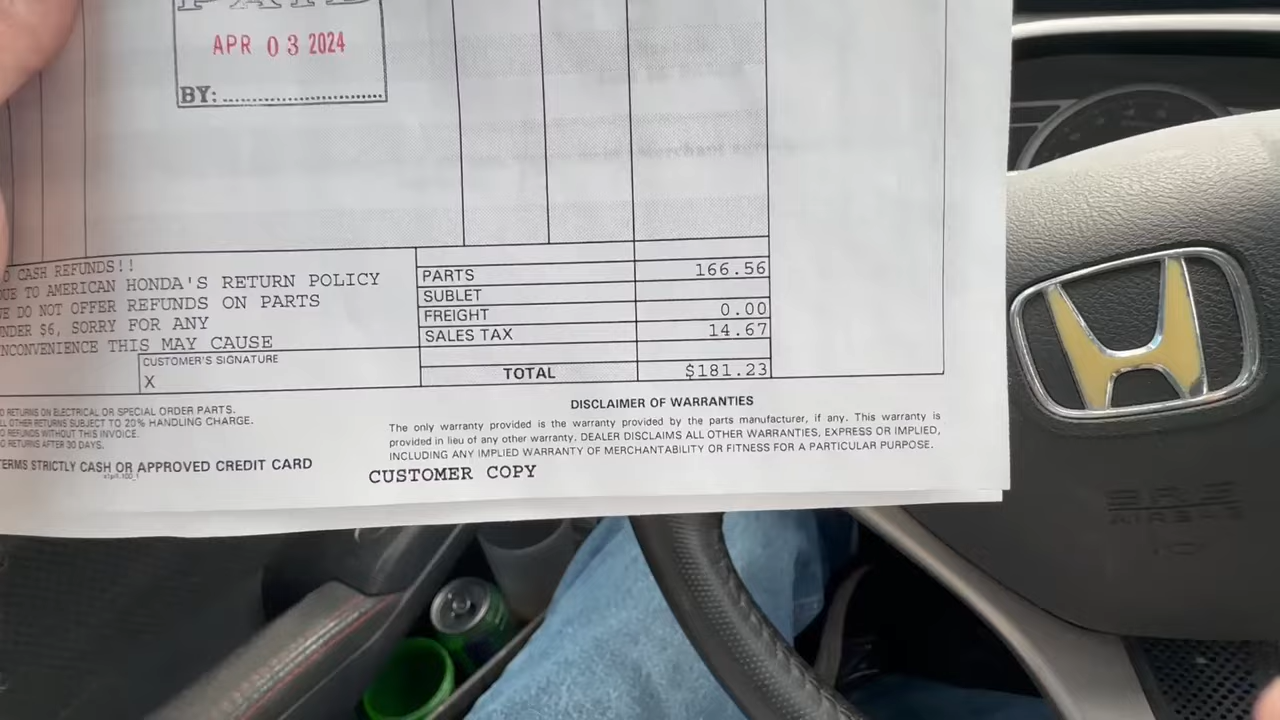 PAID
APR 03 2024
BY:
CASH REFUNDS!!
TO AMERICAN HONDA'S RETURN POLICY
DO NOT OFFER REFUNDS ON PARTS
$6, SORRY FOR ANY
THIS MAY CAUSE
CUSTOMER'S SIGNATURE
X
PARTS 166.56
SUBLET
FREIGHT 0.00
SALES TAX 14.67
TOTAL $181.23
RETURNS ON ELECTRICAL OR SPECIAL ORDER PARTS.
OTHER RETURNS SUBJECT TO 20% HANDLING CHARGE.
REFUNDS WITHOUT THIS INVOICE.
RETURNS AFTER 30 DAYS.
TERMS STRICTLY CASH OR APPROVED CREDIT CARD
DISCLAIMER OF WARRANTIES
The only warranty provided is the warranty provided by the parts manufacturer, if any. This warranty is
provided in lieu of any other warranty, DEALER DISCLAIMS ALL OTHER WARRANTIES, EXPRESS OR IMPLIED,
INCLUDING ANY IMPLIED WARRANTY OF MERCHANTABILITY OR FITNESS FOR A PARTICULAR PURPOSE.
CUSTOMER COPY
SRS
AIRBAG